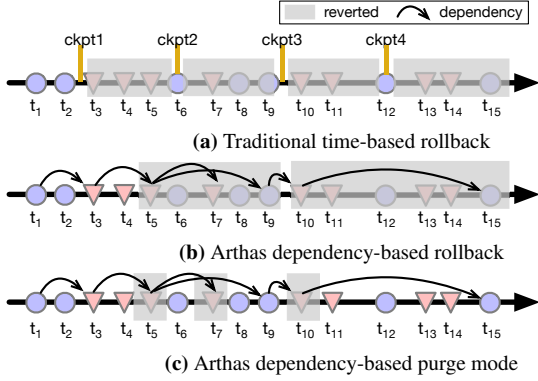 reverted dependency
ckpt1 ckpt2 ckpt3 ckpt4
t1 t2 t3 t4 t5 t6 t7 t8 t9 t10 t11 t12 t13 t14 t15
(a) Traditional time-based rollback
t1 t2 t3 t4 t5 t6 t7 t8 t9 t10 t11 t12 t13 t14 t15
(b) Arthas dependency-based rollback
t1 t2 t3 t4 t5 t6 t7 t8 t9 t10 t11 t12 t13 t14 t15
(c) Arthas dependency-based purge mode